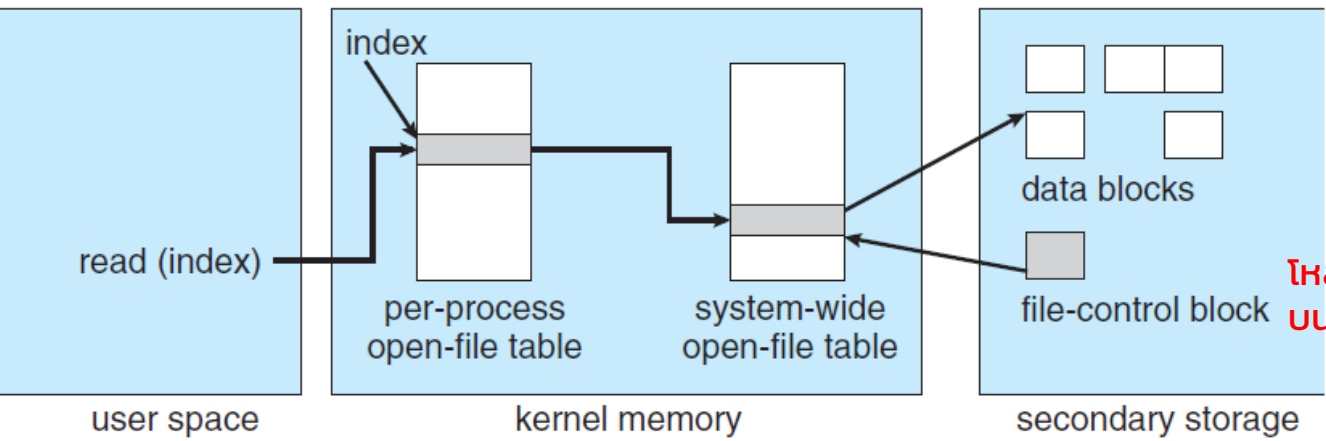 index
read (index)
per-process
open-file table
system-wide
open-file table
data blocks
file-control block
user space
kernel memory
secondary storage